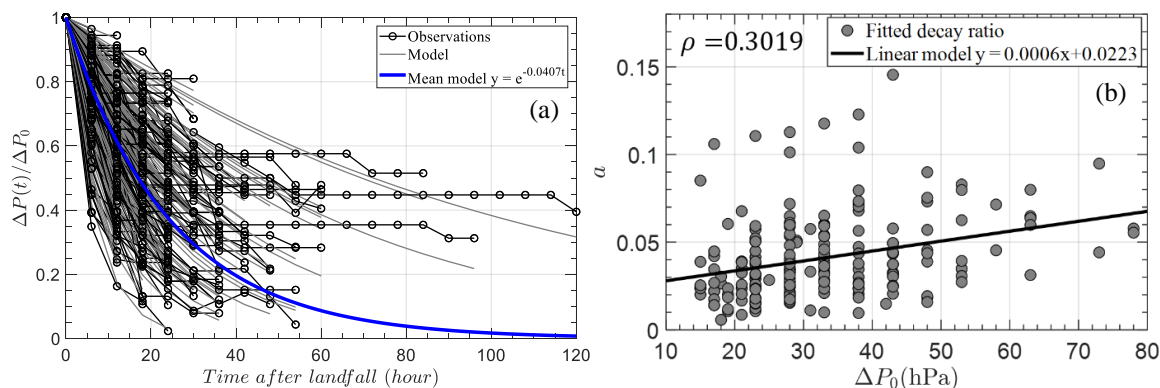 Observations
Model
Mean model y = e^-0.0407t
(a)
1
0.8
0.6
0.4
0.2
0
ΔP(t)/ΔP₀
0 20 40 60 80 100 120
Time after landfall (hour)
ρ =0.3019
Fitted decay ratio
Linear model y = 0.0006x+0.0223
(b)
0.15
0.1
0.05
0
a
10 20 30 40 50 60 70 80
ΔP₀(hPa)